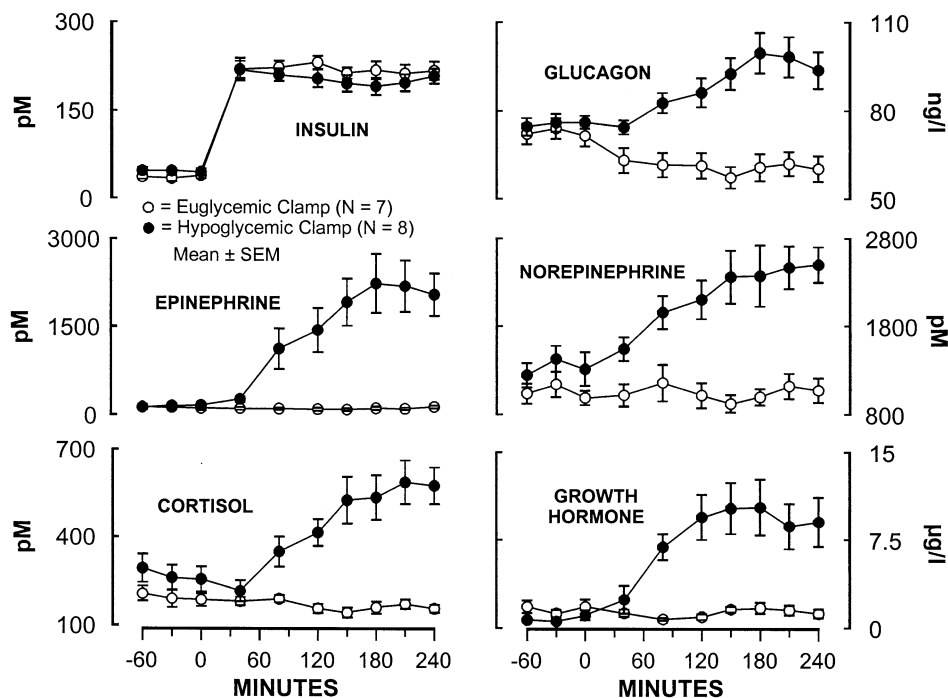 300
150
0
pM
INSULIN
110
80
50
ng/l
GLUCAGON
○ = Euglycemic Clamp (N = 7)
● = Hypoglycemic Clamp (N = 8)
Mean ± SEM
3000
1500
0
pM
EPINEPHRINE
2800
1800
800
pM
NOREPINEPHRINE
700
400
100
pM
CORTISOL
15
7.5
0
µg/l
GROWTH
HORMONE
-60 0 60 120 180 240
MINUTES
-60 0 60 120 180 240
MINUTES